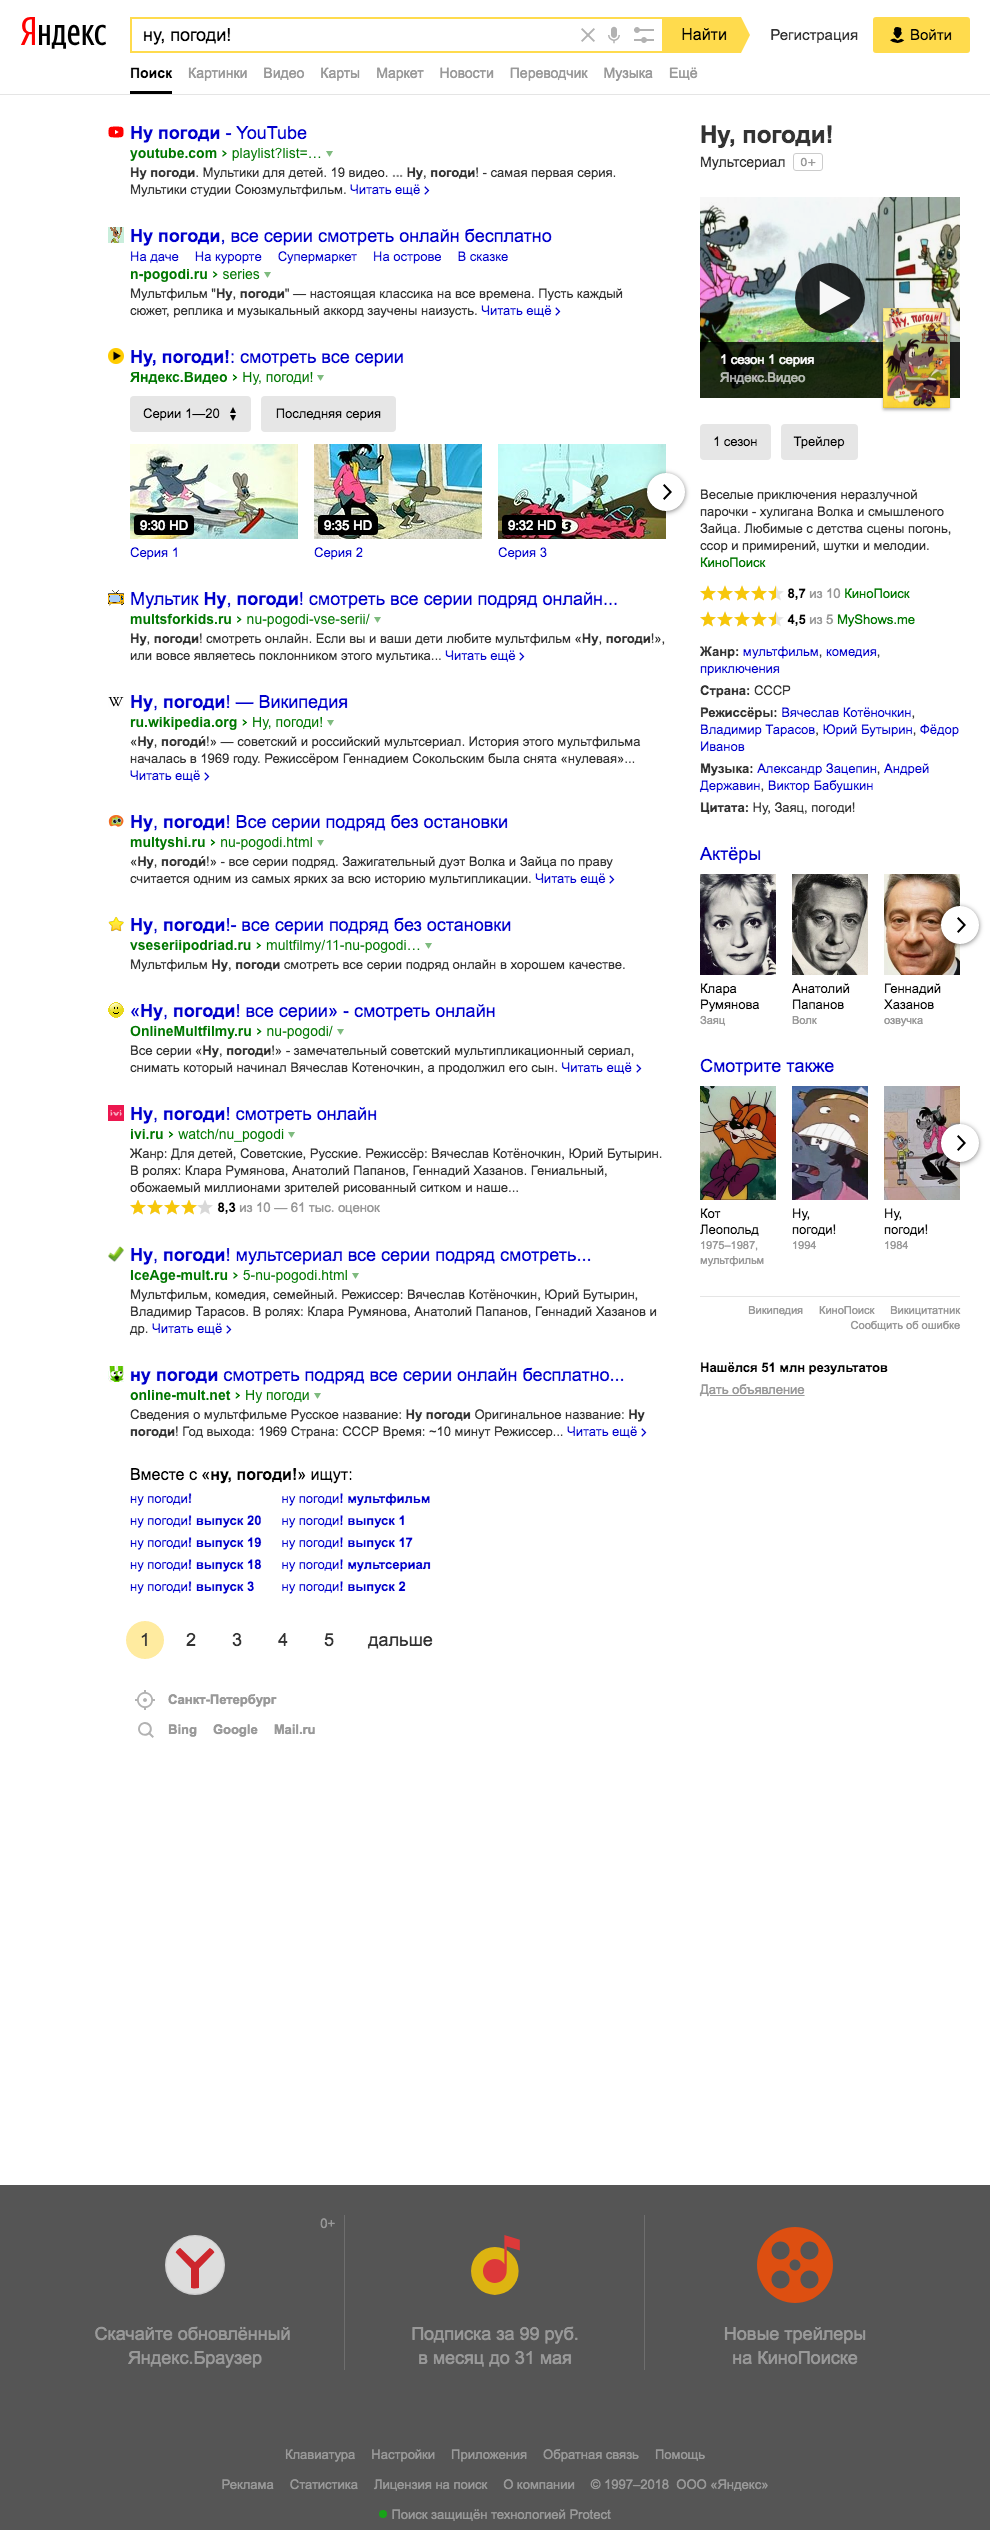 Яндекс
ну, погоди!
Найти
Регистрация
Войти
Поиск Картинки Видео Карты Маркет Новости Переводчик Музыка Ещё
Ну погоди - YouTube
youtube.com › playlist?list=...
Ну погоди. Мультики для детей. 19 видео. ... Ну, погоди! - самая первая серия.
Мультики студии Союзмультфильм. Читать ещё ›
Ну погоди, все серии смотреть онлайн бесплатно
На даче На курорте Супермаркет На острове В сказке
n-pogodi.ru › series
Мультфильм "Ну, погоди" — настоящая классика на все времена. Пусть каждый
сюжет, реплика и музыкальный аккорд заучены наизусть. Читать ещё ›
Ну, погоди!: смотреть все серии
Яндекс.Видео › Ну, погоди!
Серии 1—20
Последняя серия
9:30 HD
9:35 HD
9:32 HD
Серия 1
Серия 2
Серия 3
Мультик Ну, погоди! смотреть все серии подряд онлайн...
multsforkids.ru › nu-pogodi-vse-serii/
Ну, погоди! смотреть онлайн. Если вы и ваши дети любите мультфильм «Ну, погоди!»,
или вовсе являетесь поклонником этого мультика... Читать ещё ›
Ну, погоди! — Википедия
ru.wikipedia.org › Ну, погоди!
«Ну, погоди́!» — советский и российский мультсериал. История этого мультфильма
началась в 1969 году. Режиссёром Геннадием Сокольским была снята «нулевая»...
Читать ещё ›
Ну, погоди! Все серии подряд без остановки
multyshi.ru › nu-pogodi.html
«Ну, погоди́!» - все серии подряд. Зажигательный дуэт Волка и Зайца по праву
считается одним из самых ярких за всю историю мультипликации. Читать ещё ›
Ну, погоди!- все серии подряд без остановки
vseseriipodriad.ru › multfilmy/11-nu-pogodi...
Мультфильм Ну, погоди смотреть все серии подряд онлайн в хорошем качестве.
«Ну, погоди! все серии» - смотреть онлайн
OnlineMultfilmy.ru › nu-pogodi/
Все серии «Ну, погоди!» - замечательный советский мультипликационный сериал,
снимать который начинал Вячеслав Котеночкин, а продолжил его сын. Читать ещё ›
Ну, погоди! смотреть онлайн
ivi.ru › watch/nu_pogodi
Жанр: Для детей, Советские, Русские. Режиссёр: Вячеслав Котёночкин, Юрий Бутырин.
В ролях: Клара Румянова, Анатолий Папанов, Геннадий Хазанов. Гениальный,
обожаемый миллионами зрителей рисованный ситком и наше...
8,3 из 10 — 61 тыс. оценок
Ну, погоди! мультсериал все серии подряд смотреть...
IceAge-mult.ru › 5-nu-pogodi.html
Мультфильм, комедия, семейный. Режиссер: Вячеслав Котёночкин, Юрий Бутырин,
Владимир Тарасов. В ролях: Клара Румянова, Анатолий Папанов, Геннадий Хазанов и
др. Читать ещё ›
ну погоди смотреть подряд все серии онлайн бесплатно...
online-mult.net › Ну погоди
Сведения о мультфильме Русское название: Ну погоди Оригинальное название: Ну
погоди! Год выхода: 1969 Страна: СССР Время: ~10 минут Режиссер... Читать ещё ›
Вместе с «ну, погоди!» ищут:
ну погоди! ну погоди! мультфильм
ну погоди! выпуск 20 ну погоди! выпуск 1
ну погоди! выпуск 19 ну погоди! выпуск 17
ну погоди! выпуск 18 ну погоди! мультсериал
ну погоди! выпуск 3 ну погоди! выпуск 2
1 2 3 4 5 дальше
Санкт-Петербург
Bing Google Mail.ru
Ну, погоди!
Мультсериал 0+
НУ, ПОГОДИ!
1 сезон 1 серия
Яндекс.Видео
1 сезон
Трейлер
Веселые приключения неразлучной
парочки - хулигана Волка и смышленого
Зайца. Любимые с детства сцены погонь,
ссор и примирений, шутки и мелодии.
КиноПоиск
8,7 из 10 КиноПоиск
4,5 из 5 MyShows.me
Жанр: мультфильм, комедия,
приключения
Страна: СССР
Режиссёры: Вячеслав Котёночкин,
Владимир Тарасов, Юрий Бутырин, Фёдор
Иванов
Музыка: Александр Зацепин, Андрей
Державин, Виктор Бабушкин
Цитата: Ну, Заяц, погоди!
Актёры
Клара
Румянова
Заяц
Анатолий
Папанов
Волк
Геннадий
Хазанов
озвучка
Смотрите также
Кот
Леопольд
1975–1987,
мультфильм
Ну,
погоди!
1994
Ну,
погоди!
1984
Википедия КиноПоиск Викицитатник
Сообщить об ошибке
Нашёлся 51 млн результатов
Дать объявление
0+
Скачайте обновлённый
Яндекс.Браузер
Подписка за 99 руб.
в месяц до 31 мая
Новые трейлеры
на КиноПоиске
Клавиатура Настройки Приложения Обратная связь Помощь
Реклама Статистика Лицензия на поиск О компании © 1997–2018 ООО «Яндекс»
Поиск защищён технологией Protect